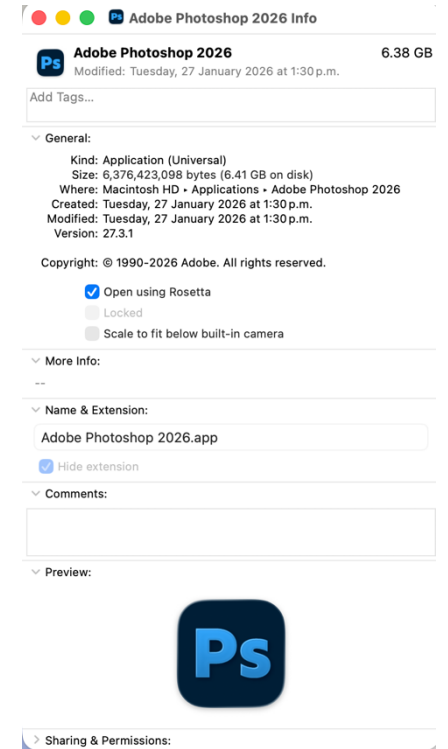 Ps Adobe Photoshop 2026 Info
Ps Adobe Photoshop 2026 6.38 GB
Modified: Tuesday, 27 January 2026 at 1:30 p.m.
Add Tags...
General:
Kind: Application (Universal)
Size: 6,376,423,098 bytes (6.41 GB on disk)
Where: Macintosh HD ▸ Applications ▸ Adobe Photoshop 2026
Created: Tuesday, 27 January 2026 at 1:30 p.m.
Modified: Tuesday, 27 January 2026 at 1:30 p.m.
Version: 27.3.1
Copyright: © 1990-2026 Adobe. All rights reserved.
Open using Rosetta
Locked
Scale to fit below built-in camera
More Info:
--
Name & Extension:
Adobe Photoshop 2026.app
Hide extension
Comments:
Preview:
Ps
Sharing & Permissions: